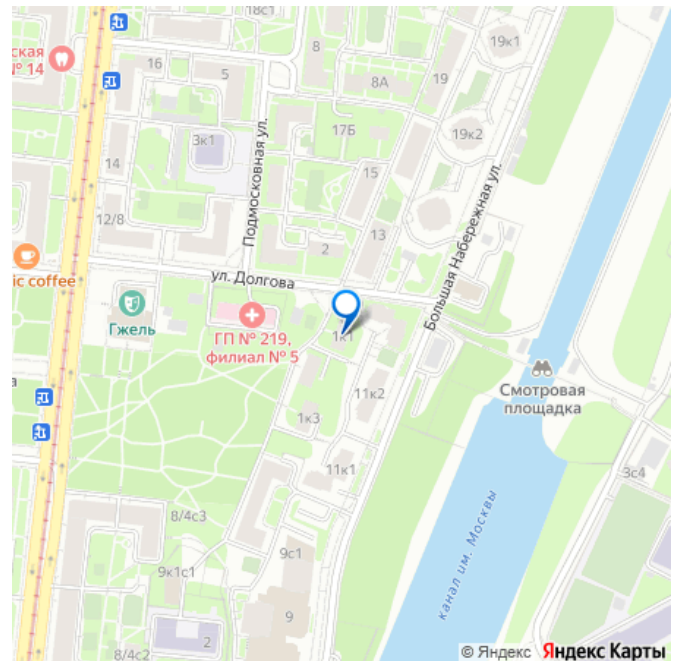 18с1
19к1
ская
№ 14
16
5
8
8А
19
3к1
17Б
19к2
Подмосковная ул.
14
15
12/8
2
13
Большая Набережная ул.
ic coffee
ул. Долгова
Гжель
ГП № 219,
филиал № 5
1к1
Смотровая
площадка
а
11к2
1к3
11к1
3с4
8/4с3
канал им. Москвы
9с1
9к1с1
9
2
8/4с2
© Яндекс Яндекс Карты